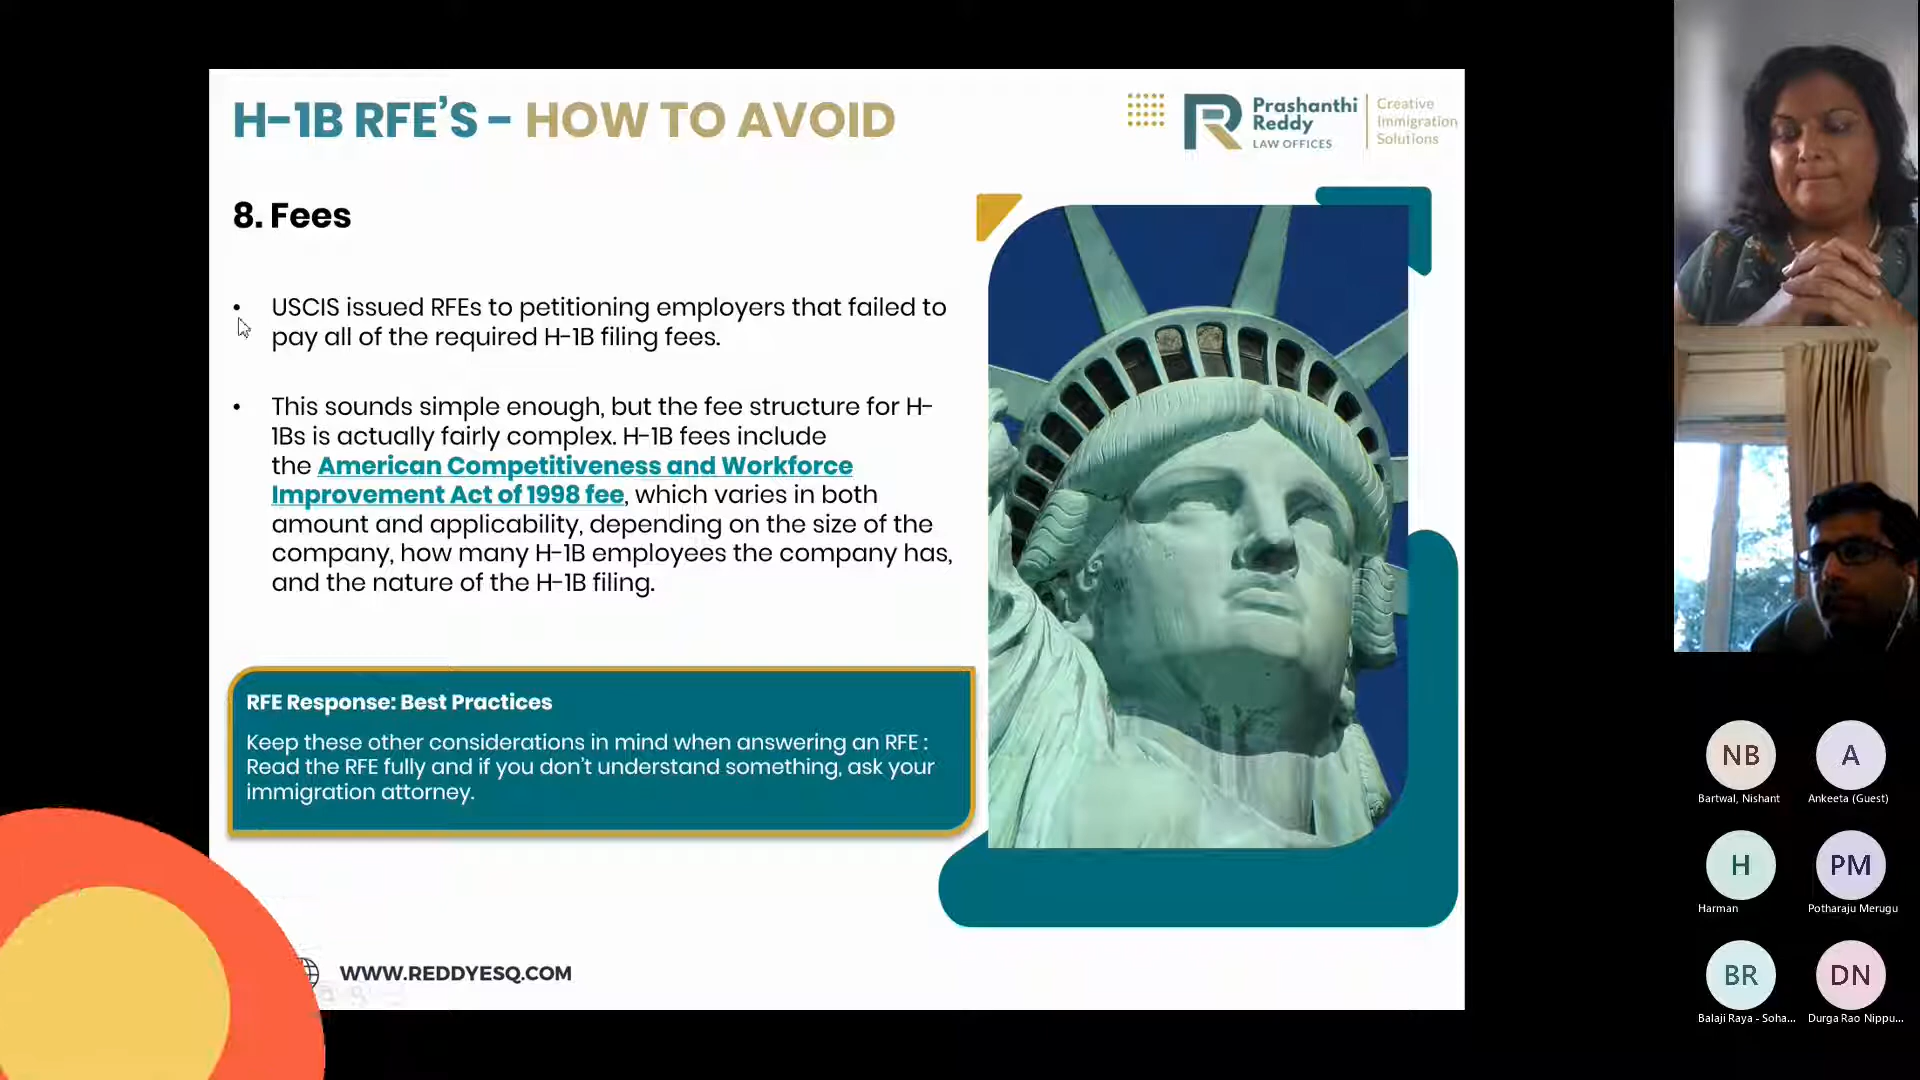 H-1B RFE'S - HOW TO AVOID
Prashanthi
Reddy
LAW OFFICES
Creative
Immigration
Solutions
8. Fees
• USCIS issued RFEs to petitioning employers that failed to
pay all of the required H-1B filing fees.
• This sounds simple enough, but the fee structure for H-
1Bs is actually fairly complex. H-1B fees include
the American Competitiveness and Workforce
Improvement Act of 1998 fee, which varies in both
amount and applicability, depending on the size of the
company, how many H-1B employees the company has,
and the nature of the H-1B filing.
RFE Response: Best Practices
Keep these other considerations in mind when answering an RFE :
Read the RFE fully and if you don't understand something, ask your
immigration attorney.
WWW.REDDYESQ.COM
NB
Bartwal, Nishant
A
Ankeeta (Guest)
H
Harman
PM
Potharaju Merugu
BR
Balaji Raya - Soha...
DN
Durga Rao Nippu...